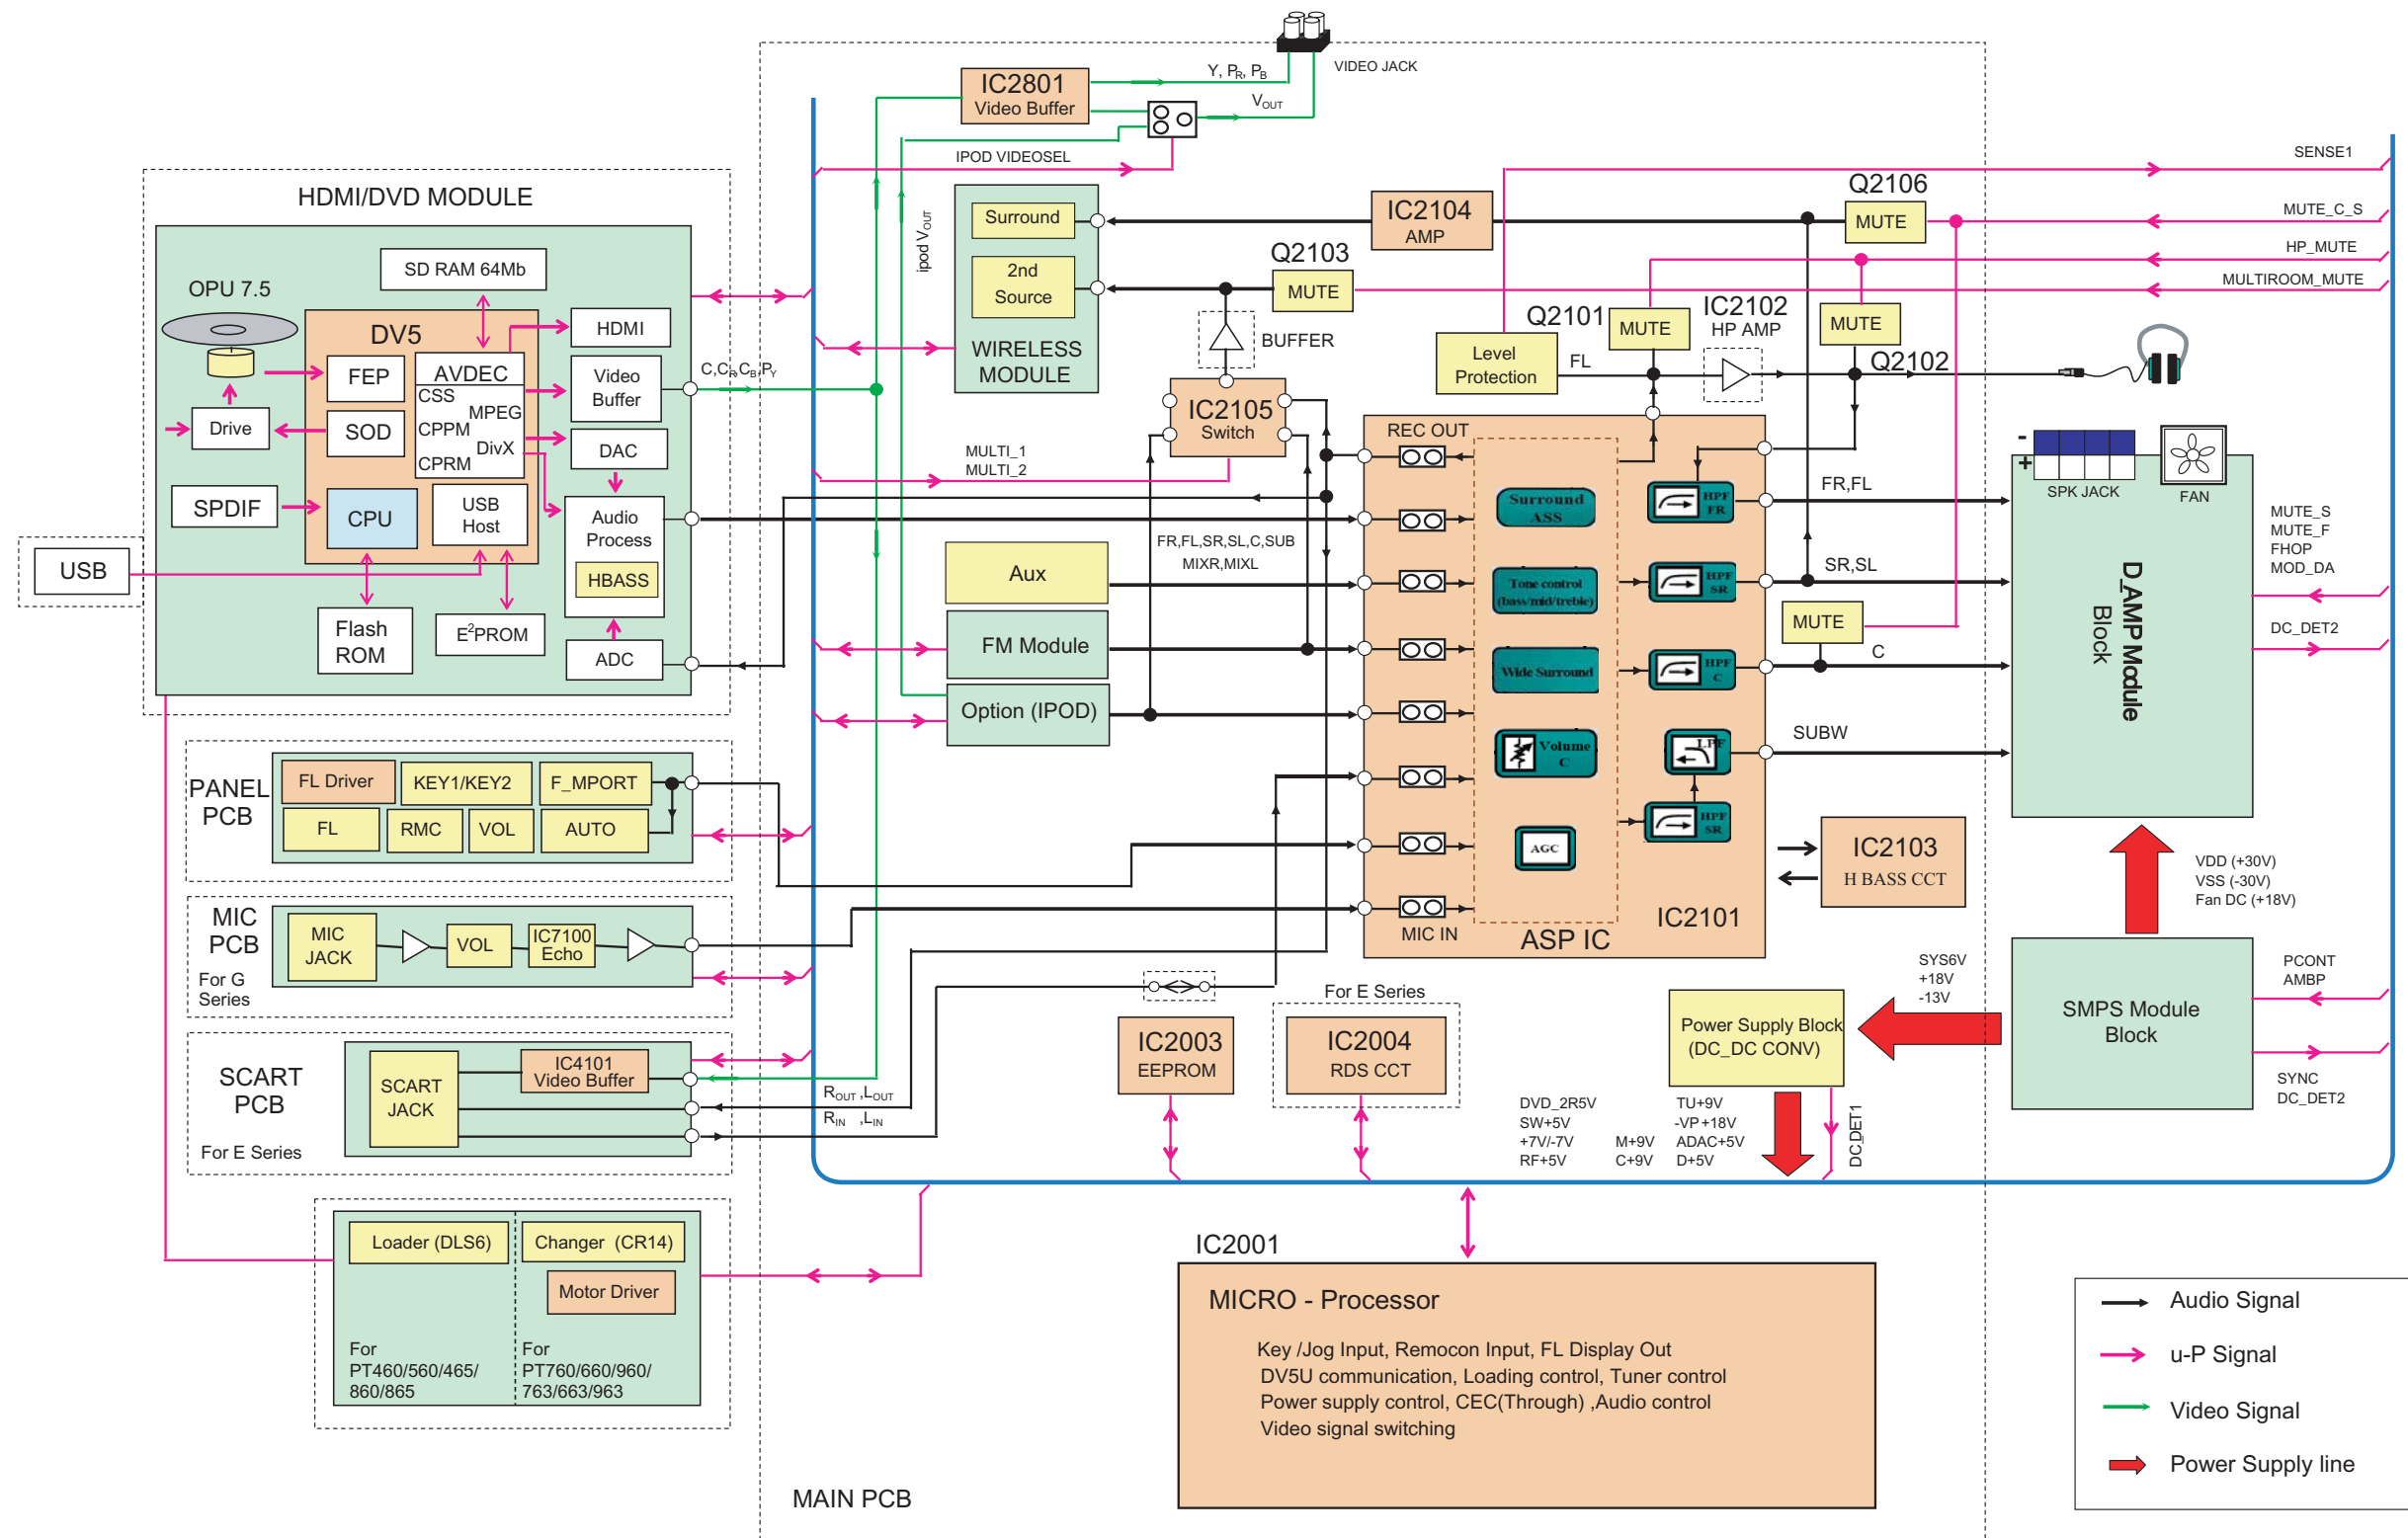 VIDEO JACK
IC2801
Video Buffer
Y, PR, PB
VOUT
IPOD VIDEOSEL
SENSE1
HDMI/DVD MODULE
OPU 7.5
SD RAM 64Mb
DV5
HDMI
FEP
AVDEC
CSS
MPEG
CPPM
DivX
CPRM
Video
Buffer
Drive
SOD
DAC
SPDIF
CPU
USB
Host
Audio
Process
HBASS
USB
Flash
ROM
E2PROM
ADC
C,CR,CB,PY
ipod VOUT
Surround
2nd
Source
WIRELESS
MODULE
IC2104
AMP
Q2106
MUTE
MUTE_C_S
HP_MUTE
MULTIROOM_MUTE
Q2103
MUTE
BUFFER
Q2101
MUTE
IC2102
HP AMP
MUTE
Q2102
Level
Protection
FL
IC2105
Switch
MULTI_1
MULTI_2
REC OUT
FR,FL,SR,SL,C,SUB
MIXR,MIXL
Aux
FM Module
Option (IPOD)
Surround
ASS
Tone control
(bass/mid/treble)
Wide Surround
Volume
C
AGC
HPF
FR
HPF
SR
HPF
C
LPF
HPF
SR
MIC IN
ASP IC
IC2101
FR,FL
SR,SL
MUTE
C
SUBW
IC2103
H BASS CCT
-
+
SPK JACK
FAN
D_AMP Module
Block
MUTE_S
MUTE_F
FHOP
MOD_DA
DC_DET2
VDD (+30V)
VSS (-30V)
Fan DC (+18V)
SMPS Module
Block
PCONT
AMBP
SYNC
DC_DET2
SYS6V
+18V
-13V
Power Supply Block
(DC_DC CONV)
DC_DET1
DVD_2R5V
SW+5V
+7V/-7V
RF+5V
M+9V
C+9V
TU+9V
-VP+18V
ADAC+5V
D+5V
PANEL
PCB
FL Driver
KEY1/KEY2
F_MPORT
FL
RMC
VOL
AUTO
MIC
PCB
For G
Series
MIC
JACK
VOL
IC7100
Echo
SCART
PCB
For E Series
SCART
JACK
IC4101
Video Buffer
ROUT ,LOUT
RIN ,LIN
IC2003
EEPROM
For E Series
IC2004
RDS CCT
Loader (DLS6)
Changer (CR14)
Motor Driver
For
PT460/560/465/
860/865
For
PT760/660/960/
763/663/963
IC2001
MICRO - Processor
Key /Jog Input, Remocon Input, FL Display Out
DV5U communication, Loading control, Tuner control
Power supply control, CEC(Through) ,Audio control
Video signal switching
MAIN PCB
Audio Signal
u-P Signal
Video Signal
Power Supply line